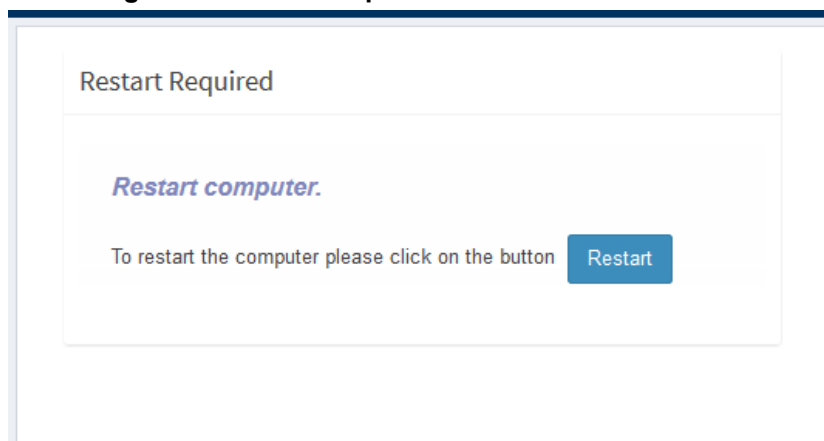 Restart Required
Restart computer.
To restart the computer please click on the button Restart